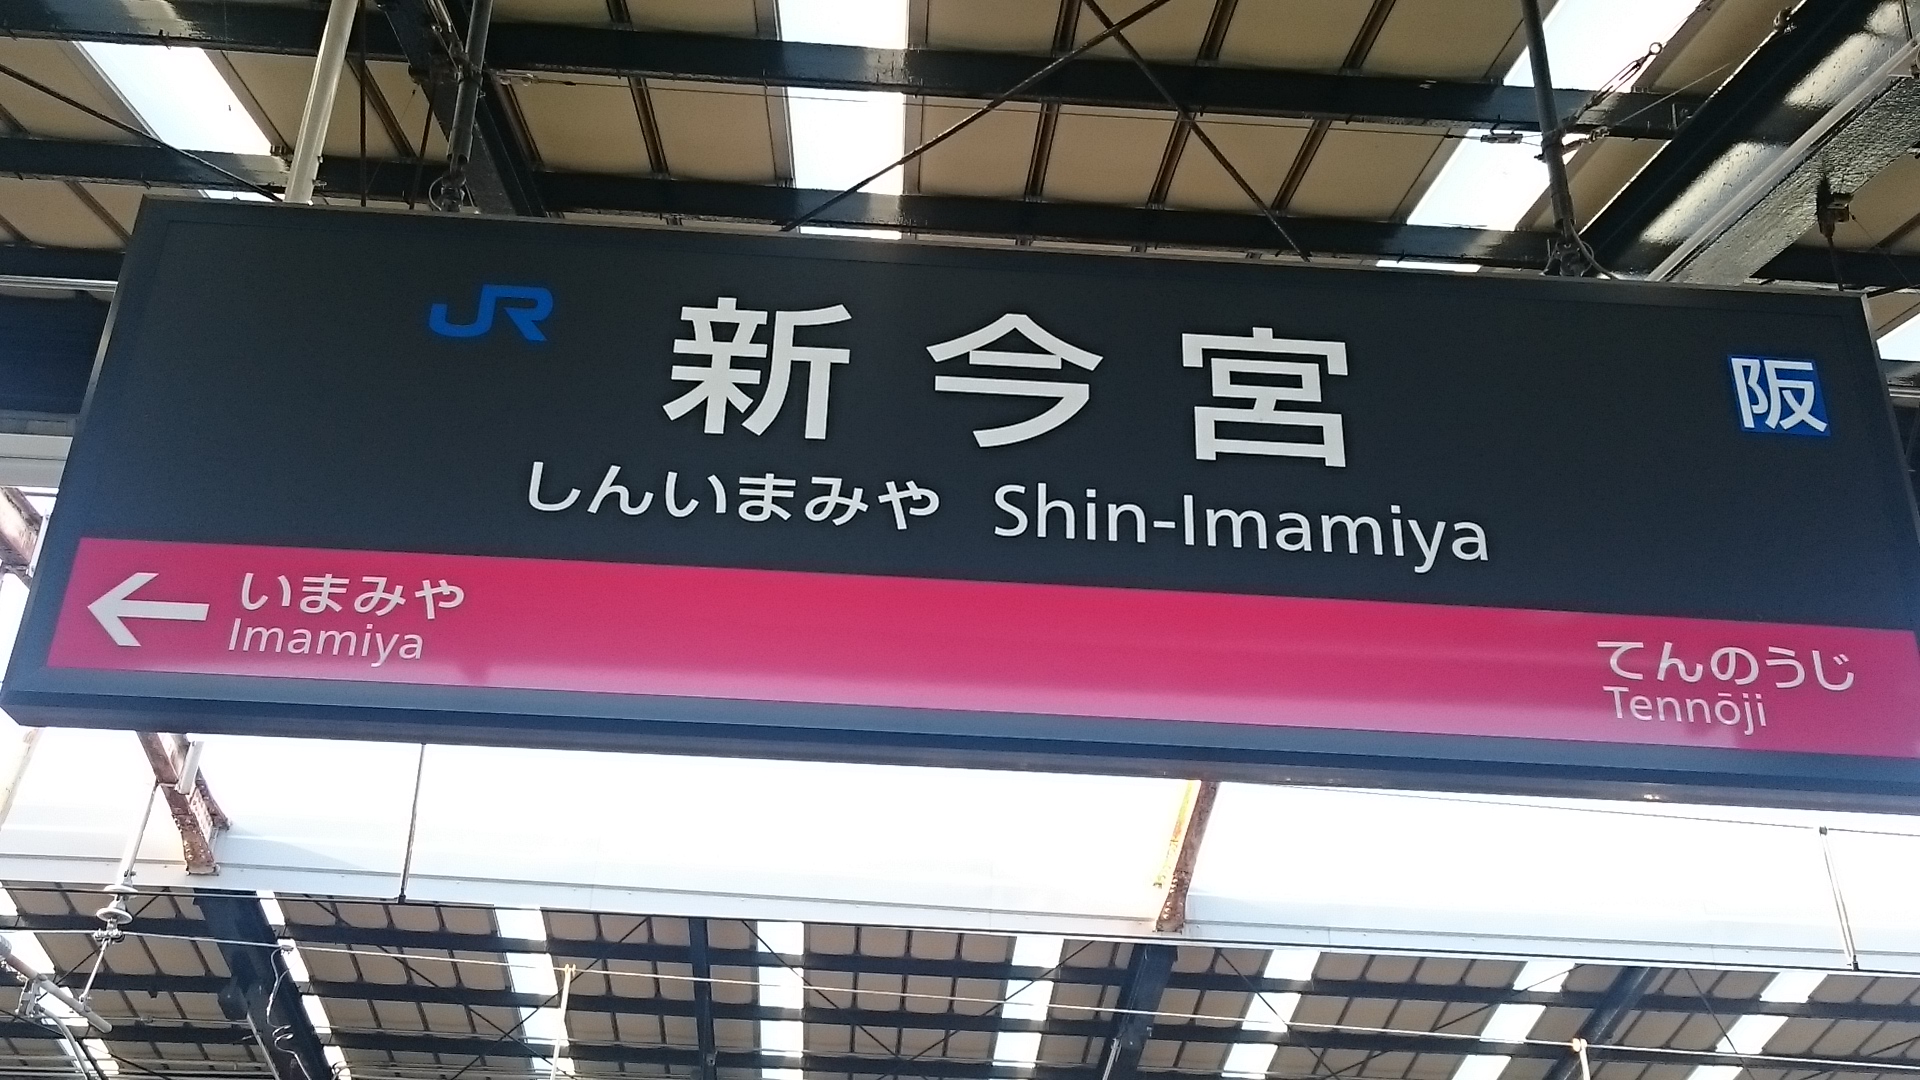 JR
新今宮
阪
しんいまみや Shin-Imamiya
← いまみや
Imamiya
てんのうじ
Tennōji